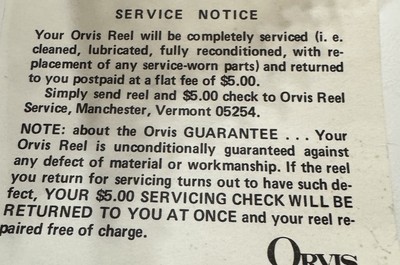 SERVICE NOTICE
Your Orvis Reel will be completely serviced (i. e.
cleaned, lubricated, fully reconditioned, with re-
placement of any service-worn parts) and returned
to you postpaid at a flat fee of $5.00.
Simply send reel and $5.00 check to Orvis Reel
Service, Manchester, Vermont 05254.
NOTE: about the Orvis GUARANTEE . . . Your
Orvis Reel is unconditionally guaranteed against
any defect of material or workmanship. If the reel
you return for servicing turns out to have such de-
fect, YOUR $5.00 SERVICING CHECK WILL BE
RETURNED TO YOU AT ONCE and your reel re-
paired free of charge.
ORVIS